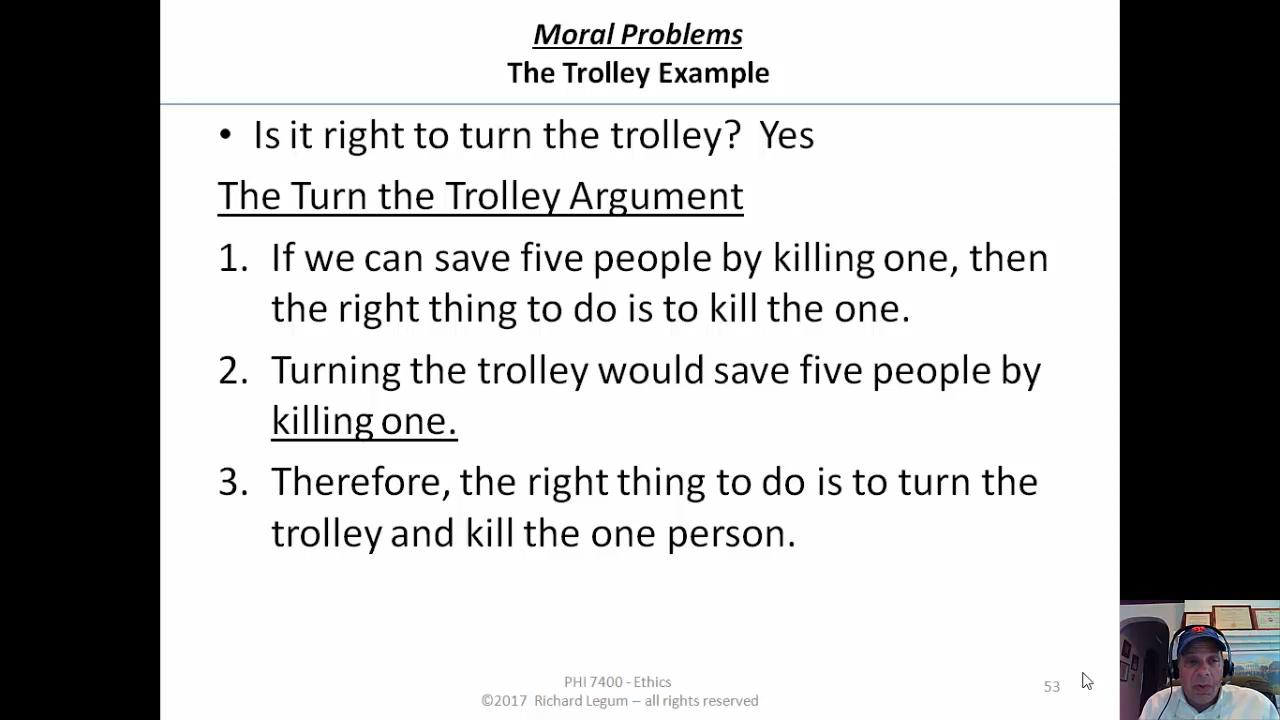 Moral Problems
The Trolley Example
• Is it right to turn the trolley? Yes
The Turn the Trolley Argument
1. If we can save five people by killing one, then
the right thing to do is to kill the one.
2. Turning the trolley would save five people by
killing one.
3. Therefore, the right thing to do is to turn the
trolley and kill the one person.
PHI 7400 - Ethics
©2017 Richard Legum – all rights reserved
53